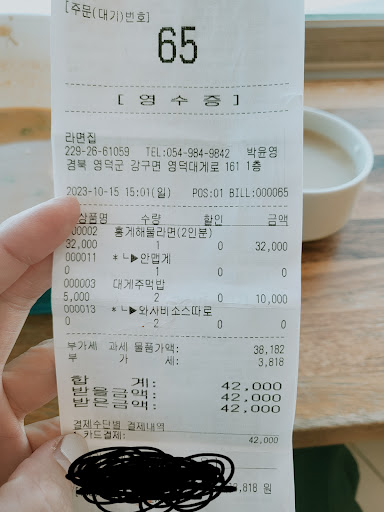 [주문(대기)번호]
65
[ 영 수 증 ]
라면집
229-26-61059 TEL:054-984-9842 박윤영
경북 영덕군 강구면 영덕대게로 161 1층
2023-10-15 15:01(일) POS:01 BILL:000065
상품명 수량 할인 금액
00002 홍게해물라면(2인분)
32,000 1 0 32,000
000011 *└▶안맵게
0 1 0
000003 대게주먹밥
5,000 2 0 10,000
000013 *└▶와사비소스따로
0 . 2 0
부가세 과세 물품가액: 38,182
부 가 세: 3,818
합 계: 42,000
받을금액: 42,000
받은금액: 42,000
결제수단별 결제내역
카드결제: 42,000
,818 원